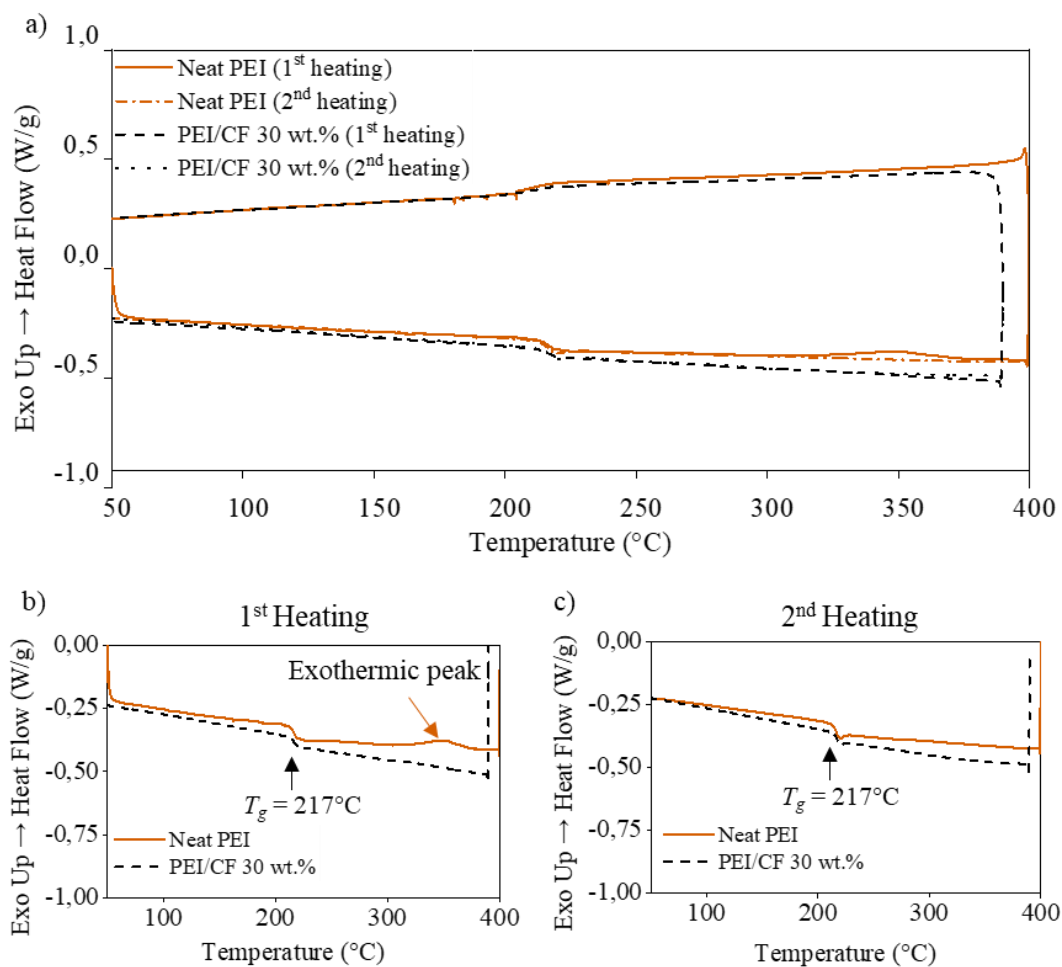 a)
1,0
0,5
0,0
-0,5
-1,0
Exo Up → Heat Flow (W/g)
Neat PEI (1st heating)
Neat PEI (2nd heating)
PEI/CF 30 wt.% (1st heating)
PEI/CF 30 wt.% (2nd heating)
50 100 150 200 250 300 350 400
Temperature (°C)
b)
1st Heating
0,00
-0,25
-0,50
-0,75
-1,00
Exo Up → Heat Flow (W/g)
Exothermic peak
Tg = 217°C
Neat PEI
PEI/CF 30 wt.%
100 200 300 400
Temperature (°C)
c)
2nd Heating
0,00
-0,25
-0,50
-0,75
-1,00
Exo Up → Heat Flow (W/g)
Tg = 217°C
Neat PEI
PEI/CF 30 wt.%
100 200 300 400
Temperature (°C)